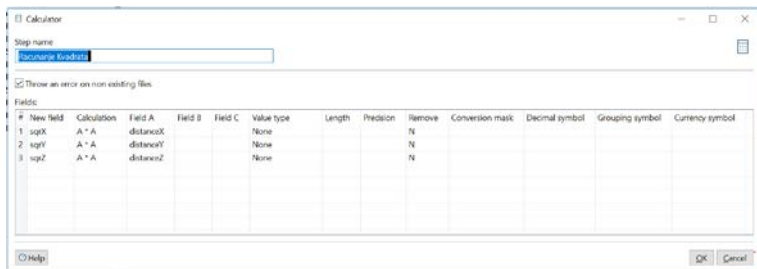 Calculator
Step name
Racunanje Kvadrata
Throw an error on non existing files
Fields:
# New field Calculation Field A Field B Field C Value type Length Precision Remove Conversion mask Decimal symbol Grouping symbol Currency symbol
1 sqrX A * A distanceX None N
2 sqrY A * A distanceY None N
3 sqrZ A * A distanceZ None N
Help OK Cancel